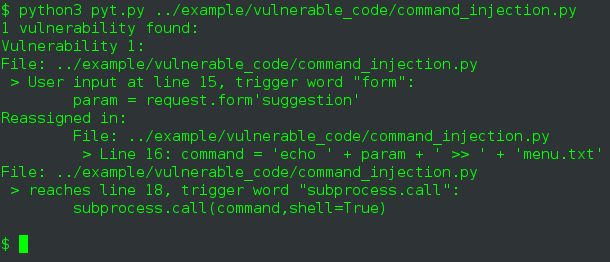 $ python3 pyt.py ../example/vulnerable_code/command_injection.py
1 vulnerability found:
Vulnerability 1:
File: ../example/vulnerable_code/command_injection.py
 > User input at line 15, trigger word "form":
        param = request.form'suggestion'
Reassigned in:
        File: ../example/vulnerable_code/command_injection.py
         > Line 16: command = 'echo ' + param + ' >> ' + 'menu.txt'
File: ../example/vulnerable_code/command_injection.py
 > reaches line 18, trigger word "subprocess.call":
        subprocess.call(command,shell=True)
$